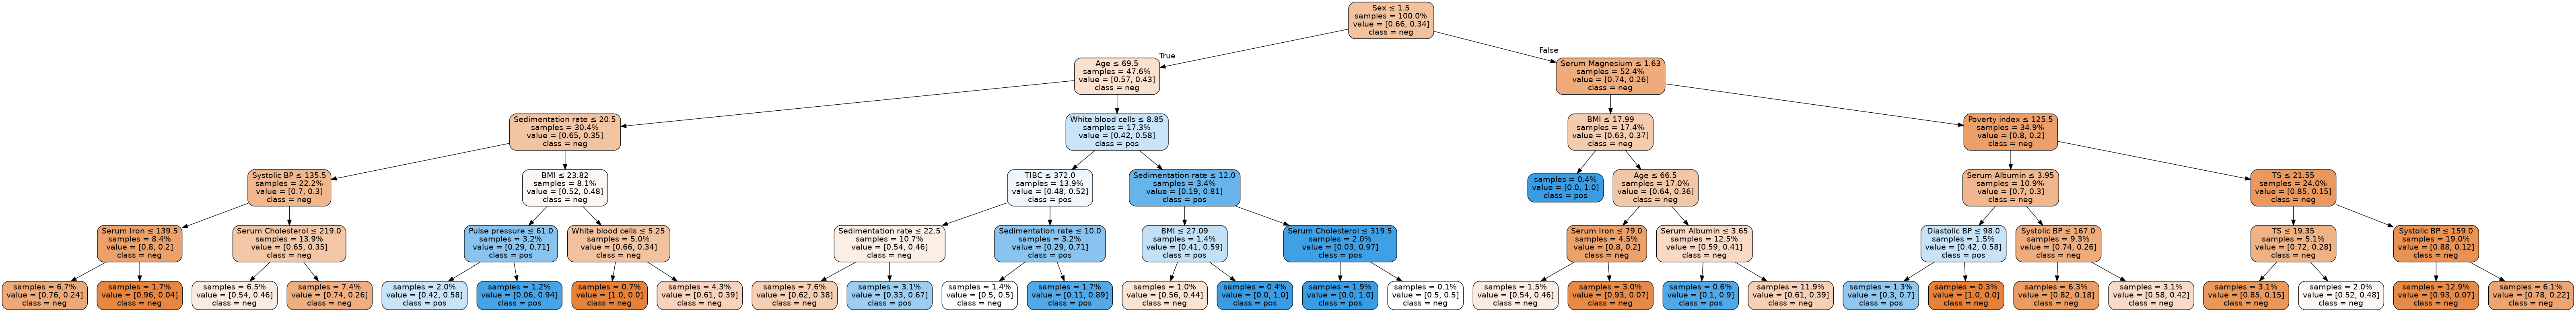 Sex ≤ 1.5
samples = 100.0%
value = [0.66, 0.34]
class = neg
True
False
Age ≤ 69.5
samples = 47.6%
value = [0.57, 0.43]
class = neg
Serum Magnesium ≤ 1.63
samples = 52.4%
value = [0.74, 0.26]
class = neg
Sedimentation rate ≤ 20.5
samples = 30.4%
value = [0.65, 0.35]
class = neg
White blood cells ≤ 8.85
samples = 17.3%
value = [0.42, 0.58]
class = pos
BMI ≤ 17.99
samples = 17.4%
value = [0.63, 0.37]
class = neg
Poverty index ≤ 125.5
samples = 34.9%
value = [0.8, 0.2]
class = neg
Systolic BP ≤ 135.5
samples = 22.2%
value = [0.7, 0.3]
class = neg
BMI ≤ 23.82
samples = 8.1%
value = [0.52, 0.48]
class = neg
TIBC ≤ 372.0
samples = 13.9%
value = [0.48, 0.52]
class = pos
Sedimentation rate ≤ 12.0
samples = 3.4%
value = [0.19, 0.81]
class = pos
samples = 0.4%
value = [0.0, 1.0]
class = pos
Age ≤ 66.5
samples = 17.0%
value = [0.64, 0.36]
class = neg
Serum Albumin ≤ 3.95
samples = 10.9%
value = [0.7, 0.3]
class = neg
TS ≤ 21.55
samples = 24.0%
value = [0.85, 0.15]
class = neg
Serum Iron ≤ 139.5
samples = 8.4%
value = [0.8, 0.2]
class = neg
Serum Cholesterol ≤ 219.0
samples = 13.9%
value = [0.65, 0.35]
class = neg
Pulse pressure ≤ 61.0
samples = 3.2%
value = [0.29, 0.71]
class = pos
White blood cells ≤ 5.25
samples = 5.0%
value = [0.66, 0.34]
class = neg
Sedimentation rate ≤ 22.5
samples = 10.7%
value = [0.54, 0.46]
class = neg
Sedimentation rate ≤ 10.0
samples = 3.2%
value = [0.29, 0.71]
class = pos
BMI ≤ 27.09
samples = 1.4%
value = [0.41, 0.59]
class = pos
Serum Cholesterol ≤ 319.5
samples = 2.0%
value = [0.03, 0.97]
class = pos
Serum Iron ≤ 79.0
samples = 4.5%
value = [0.8, 0.2]
class = neg
Serum Albumin ≤ 3.65
samples = 12.5%
value = [0.59, 0.41]
class = neg
Diastolic BP ≤ 98.0
samples = 1.5%
value = [0.42, 0.58]
class = pos
Systolic BP ≤ 167.0
samples = 9.3%
value = [0.74, 0.26]
class = neg
TS ≤ 19.35
samples = 5.1%
value = [0.72, 0.28]
class = neg
Systolic BP ≤ 159.0
samples = 19.0%
value = [0.88, 0.12]
class = neg
samples = 6.7%
value = [0.76, 0.24]
class = neg
samples = 1.7%
value = [0.96, 0.04]
class = neg
samples = 6.5%
value = [0.54, 0.46]
class = neg
samples = 7.4%
value = [0.74, 0.26]
class = neg
samples = 2.0%
value = [0.42, 0.58]
class = pos
samples = 1.2%
value = [0.06, 0.94]
class = pos
samples = 0.7%
value = [1.0, 0.0]
class = neg
samples = 4.3%
value = [0.61, 0.39]
class = neg
samples = 7.6%
value = [0.62, 0.38]
class = neg
samples = 3.1%
value = [0.33, 0.67]
class = pos
samples = 1.4%
value = [0.5, 0.5]
class = neg
samples = 1.7%
value = [0.11, 0.89]
class = pos
samples = 1.0%
value = [0.56, 0.44]
class = neg
samples = 0.4%
value = [0.0, 1.0]
class = pos
samples = 1.9%
value = [0.0, 1.0]
class = pos
samples = 0.1%
value = [0.5, 0.5]
class = neg
samples = 1.5%
value = [0.54, 0.46]
class = neg
samples = 3.0%
value = [0.93, 0.07]
class = neg
samples = 0.6%
value = [0.1, 0.9]
class = pos
samples = 11.9%
value = [0.61, 0.39]
class = neg
samples = 1.3%
value = [0.3, 0.7]
class = pos
samples = 0.3%
value = [1.0, 0.0]
class = neg
samples = 6.3%
value = [0.82, 0.18]
class = neg
samples = 3.1%
value = [0.58, 0.42]
class = neg
samples = 3.1%
value = [0.85, 0.15]
class = neg
samples = 2.0%
value = [0.52, 0.48]
class = neg
samples = 12.9%
value = [0.93, 0.07]
class = neg
samples = 6.1%
value = [0.78, 0.22]
class = neg